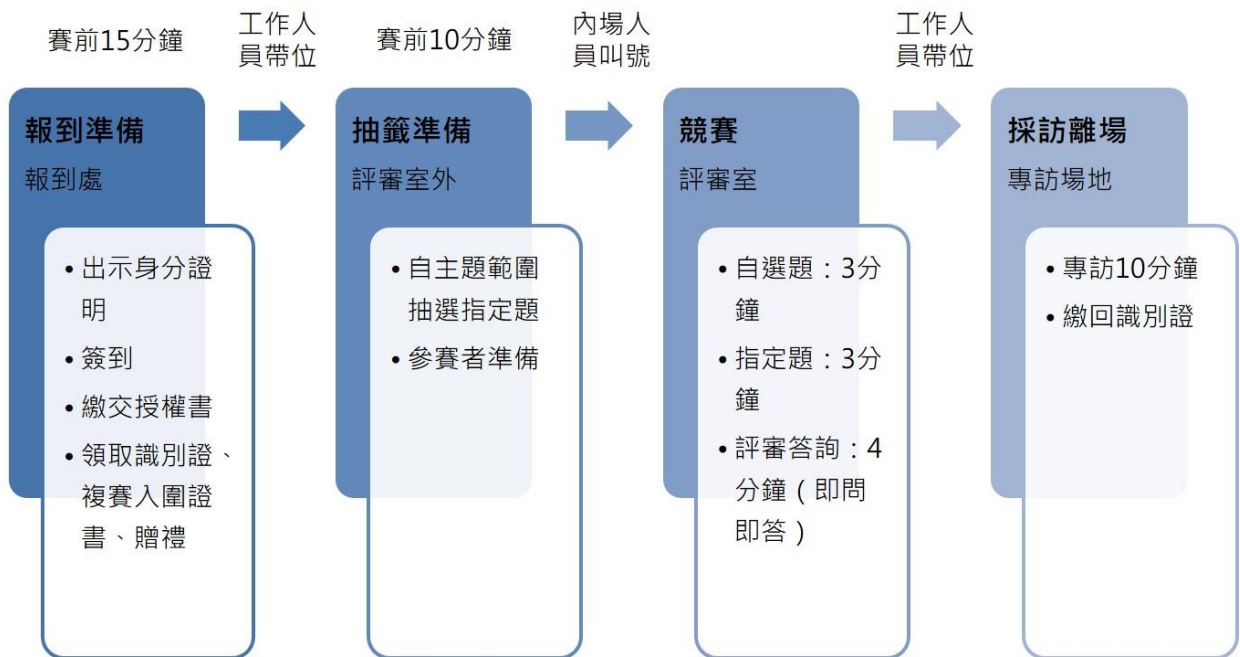 賽前15分鐘
工作人
員帶位
賽前10分鐘
內場人
員叫號
工作人
員帶位
報到準備
報到處
• 出示身分證
明
• 簽到
• 繳交授權書
• 領取識別證、
複賽入圍證
書、贈禮
抽籤準備
評審室外
• 自主題範圍
抽選指定題
• 參賽者準備
競賽
評審室
• 自選題：3分
鐘
• 指定題：3分
鐘
• 評審答詢：4
分鐘（即問
即答）
採訪離場
專訪場地
• 專訪10分鐘
• 繳回識別證